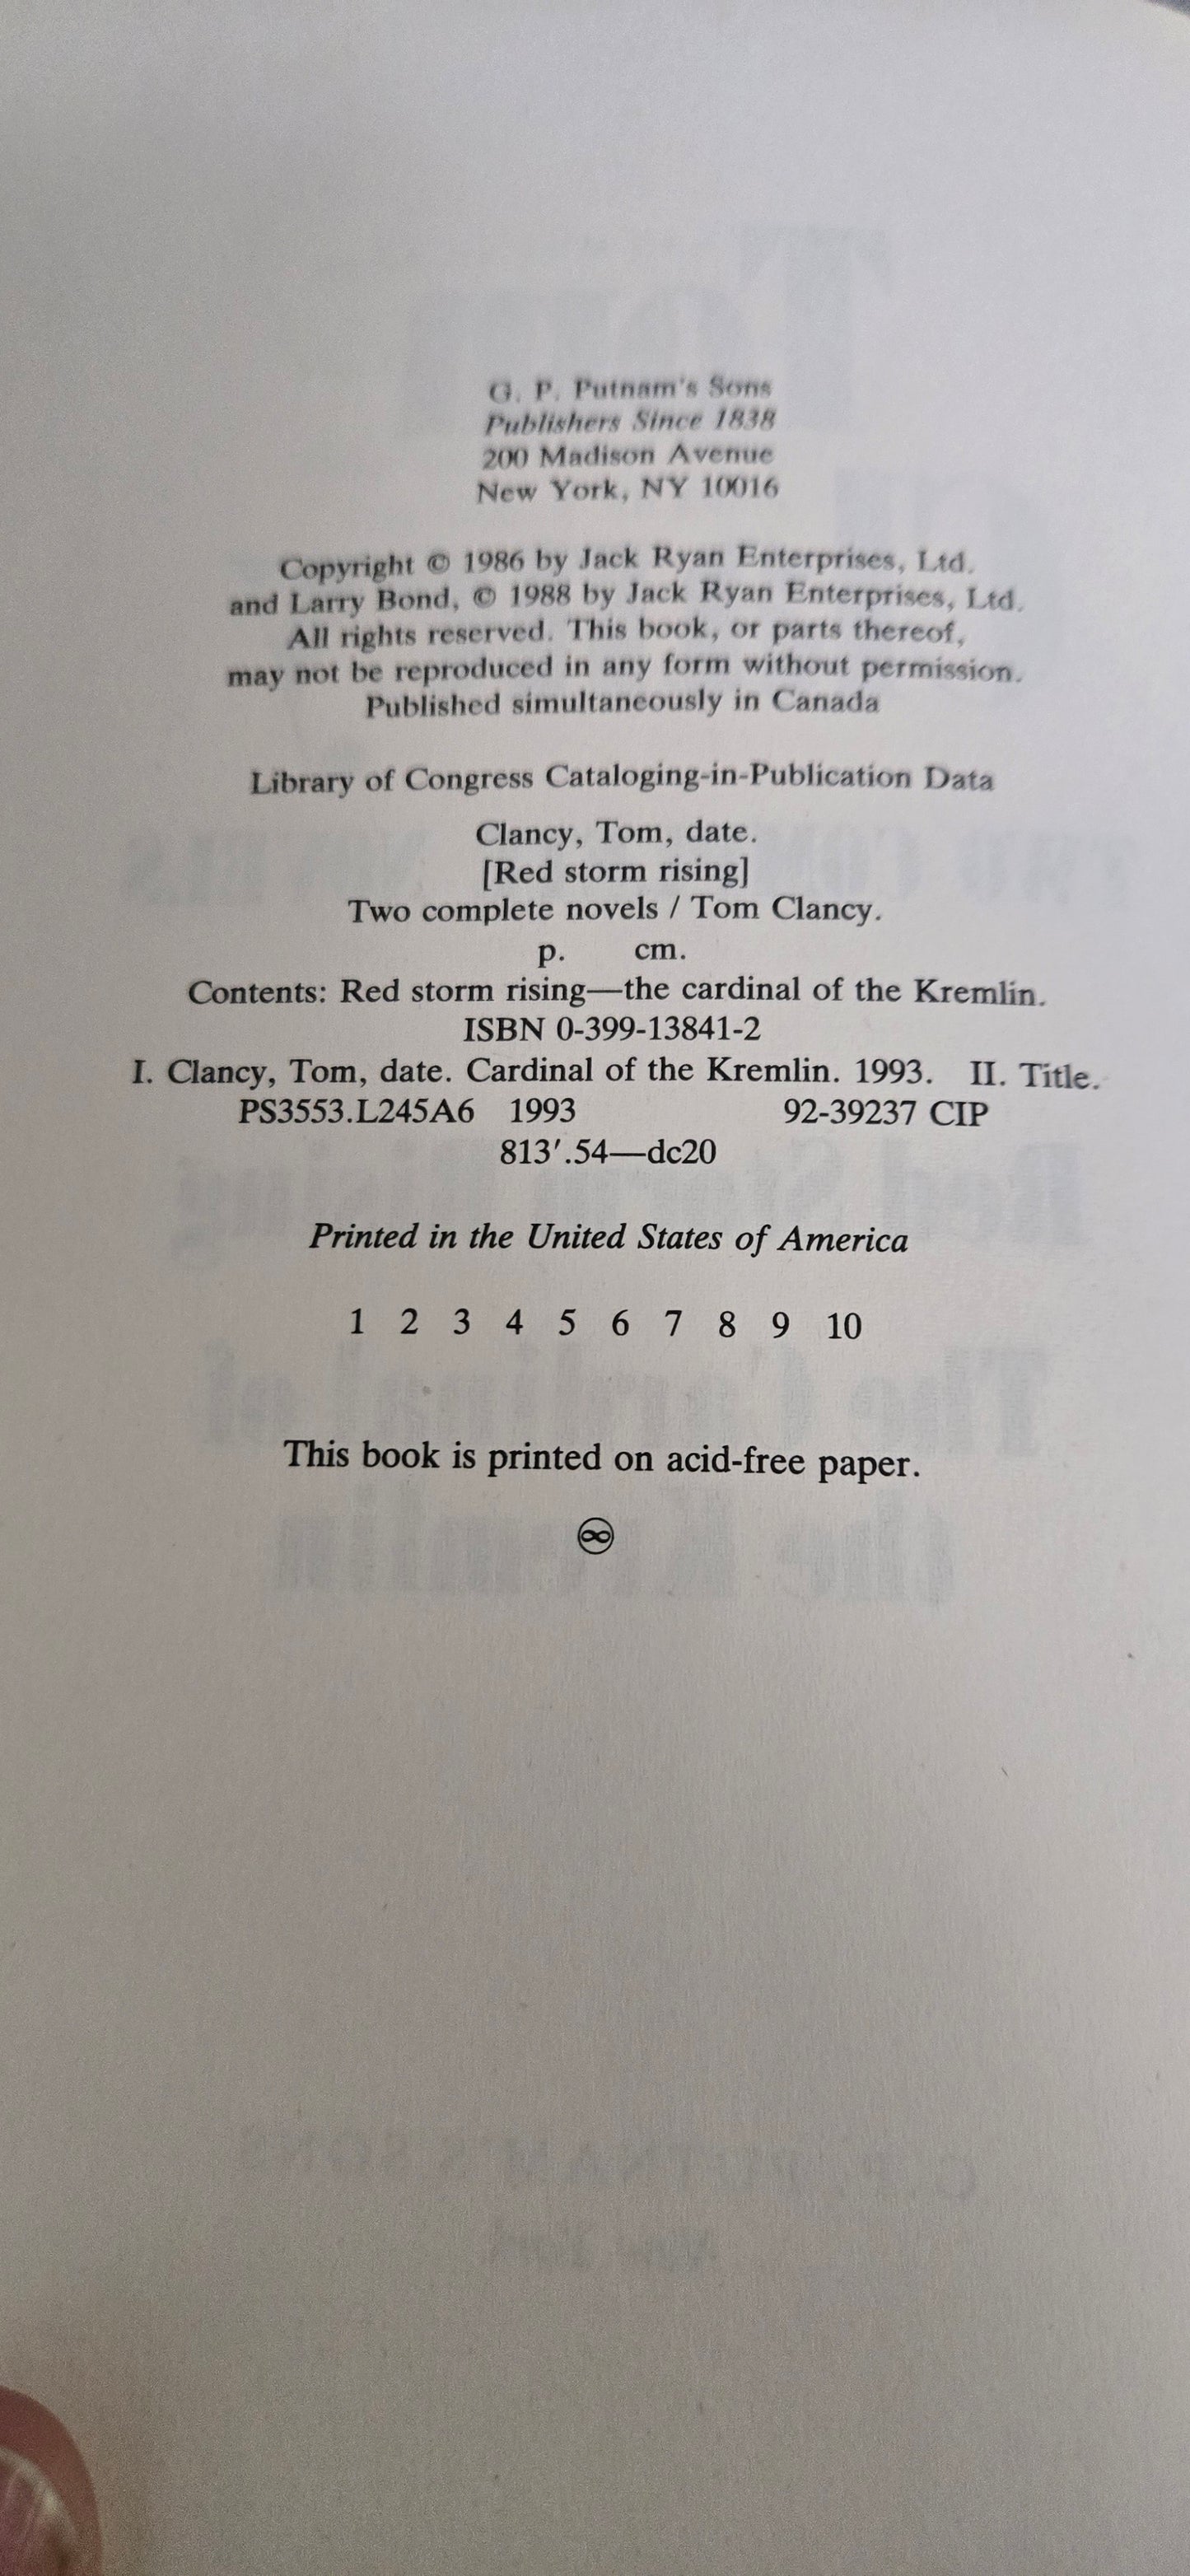 G. P. Putnam's Sons
Publishers Since 1838
200 Madison Avenue
New York, NY 10016
Copyright © 1986 by Jack Ryan Enterprises, Ltd.
and Larry Bond, © 1988 by Jack Ryan Enterprises, Ltd.
All rights reserved. This book, or parts thereof,
may not be reproduced in any form without permission.
Published simultaneously in Canada
Library of Congress Cataloging-in-Publication Data
Clancy, Tom, date.
[Red storm rising]
Two complete novels / Tom Clancy.
p. cm.
Contents: Red storm rising—the cardinal of the Kremlin.
ISBN 0-399-13841-2
I. Clancy, Tom, date. Cardinal of the Kremlin. 1993. II. Title.
PS3553.L245A6 1993 92-39237 CIP
813′.54—dc20
Printed in the United States of America
1 2 3 4 5 6 7 8 9 10
This book is printed on acid-free paper.